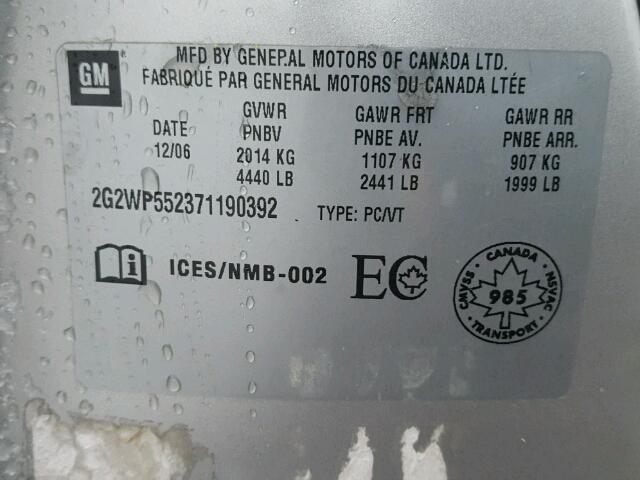 GM
MFD BY GENERAL MOTORS OF CANADA LTD.
FABRIQUÉ PAR GENERAL MOTORS DU CANADA LTÉE
DATE
12/06
GVWR
PNBV
2014 KG
4440 LB
GAWR FRT
PNBE AV.
1107 KG
2441 LB
GAWR RR
PNBE ARR.
907 KG
1999 LB
2G2WP552371190392 TYPE: PC/VT
i ICES/NMB-002
EC
CANADA
CMVSS
NSVAC
985
TRANSPORT